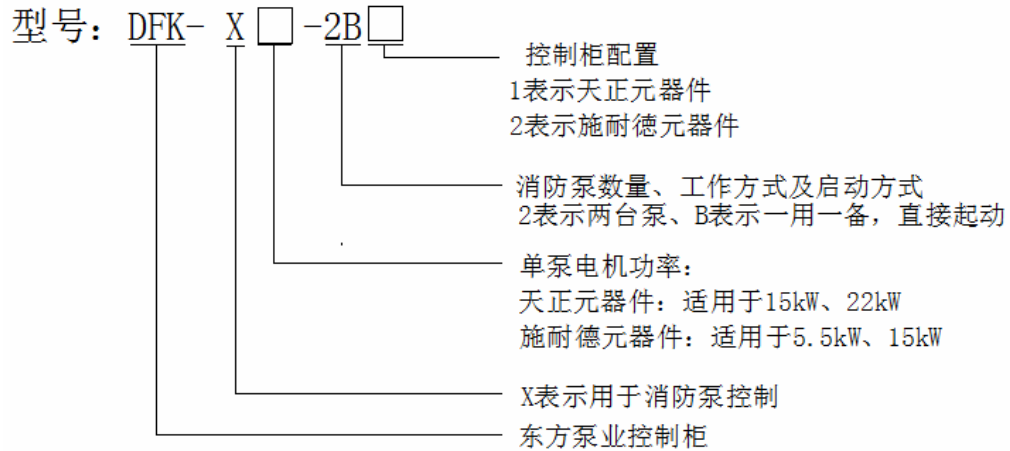 型号：DFK- X□-2B□
控制柜配置
1表示天正元器件
2表示施耐德元器件
消防泵数量、工作方式及启动方式
2表示两台泵、B表示一用一备，直接起动
单泵电机功率：
天正元器件：适用于15kW、22kW
施耐德元器件：适用于5.5kW、15kW
X表示用于消防泵控制
东方泵业控制柜